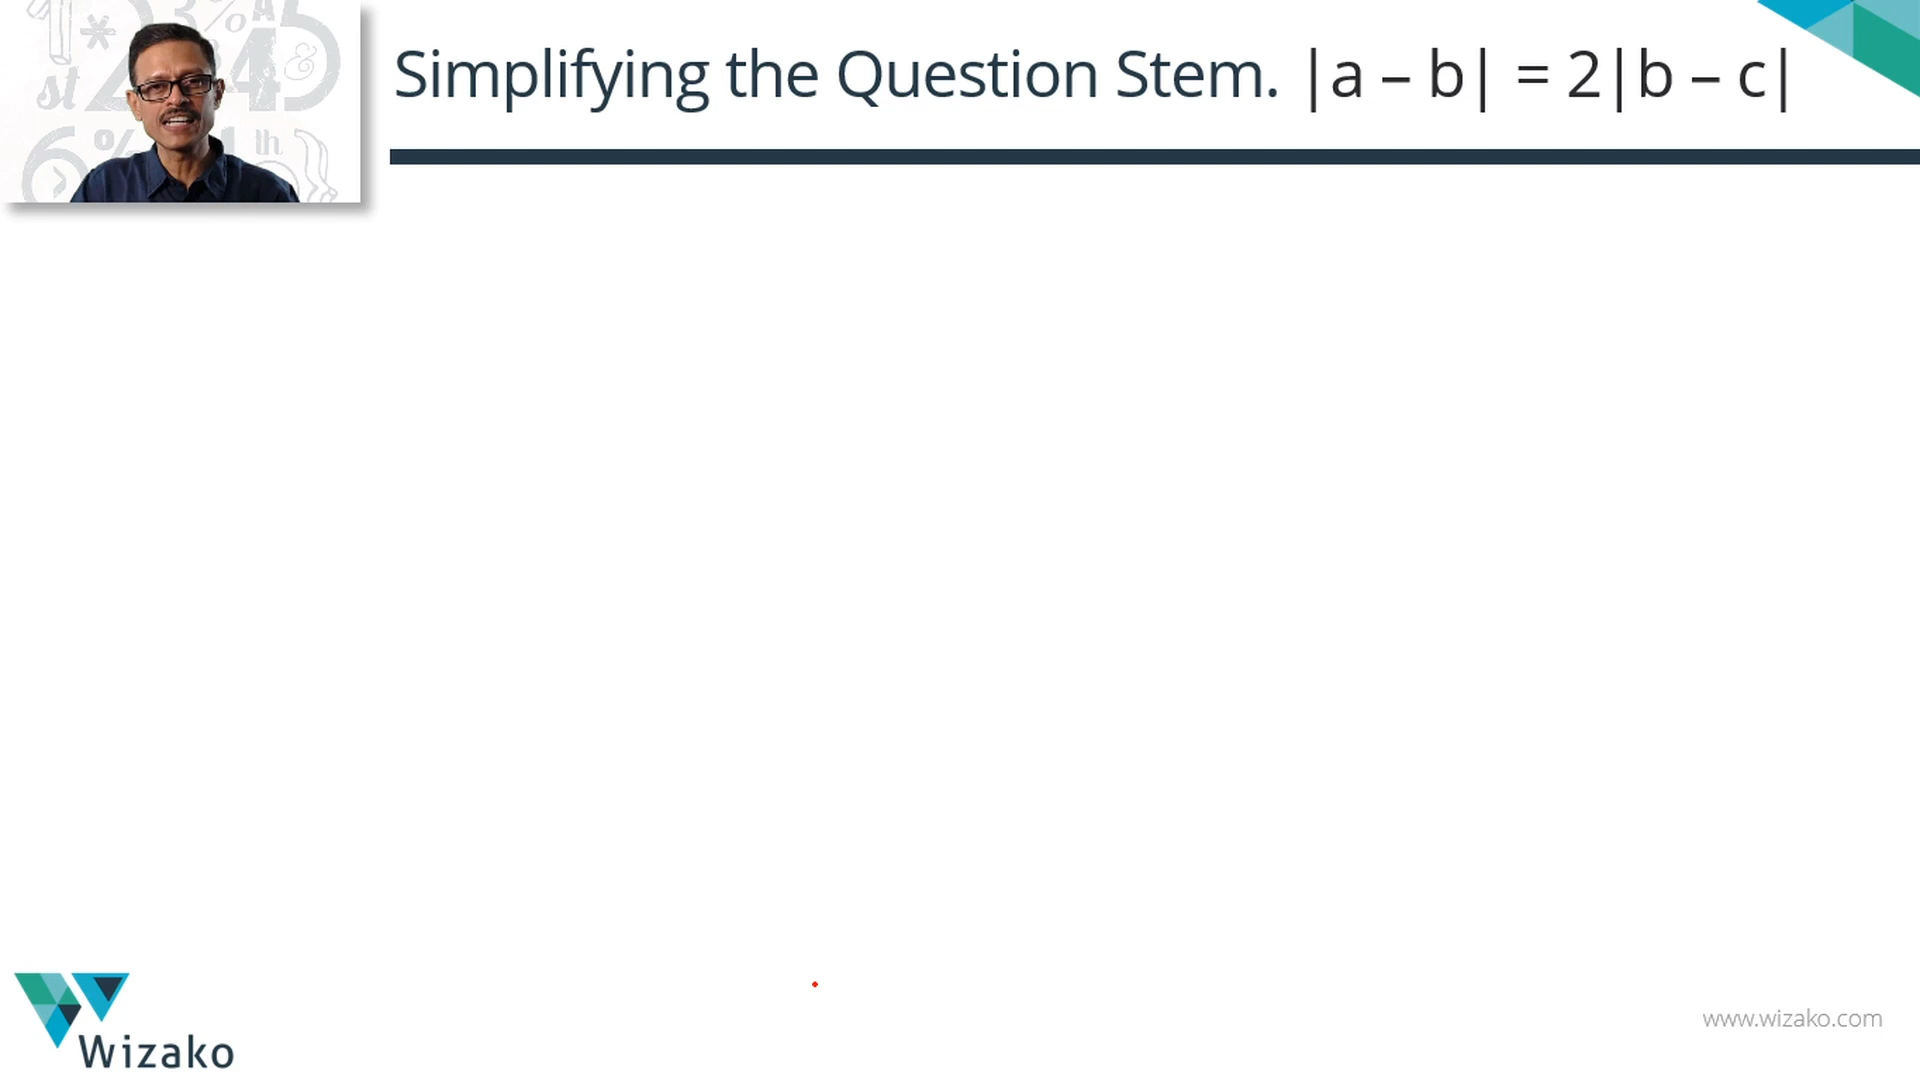 Simplifying the Question Stem. |a – b| = 2|b – c|
Wizako
www.wizako.com